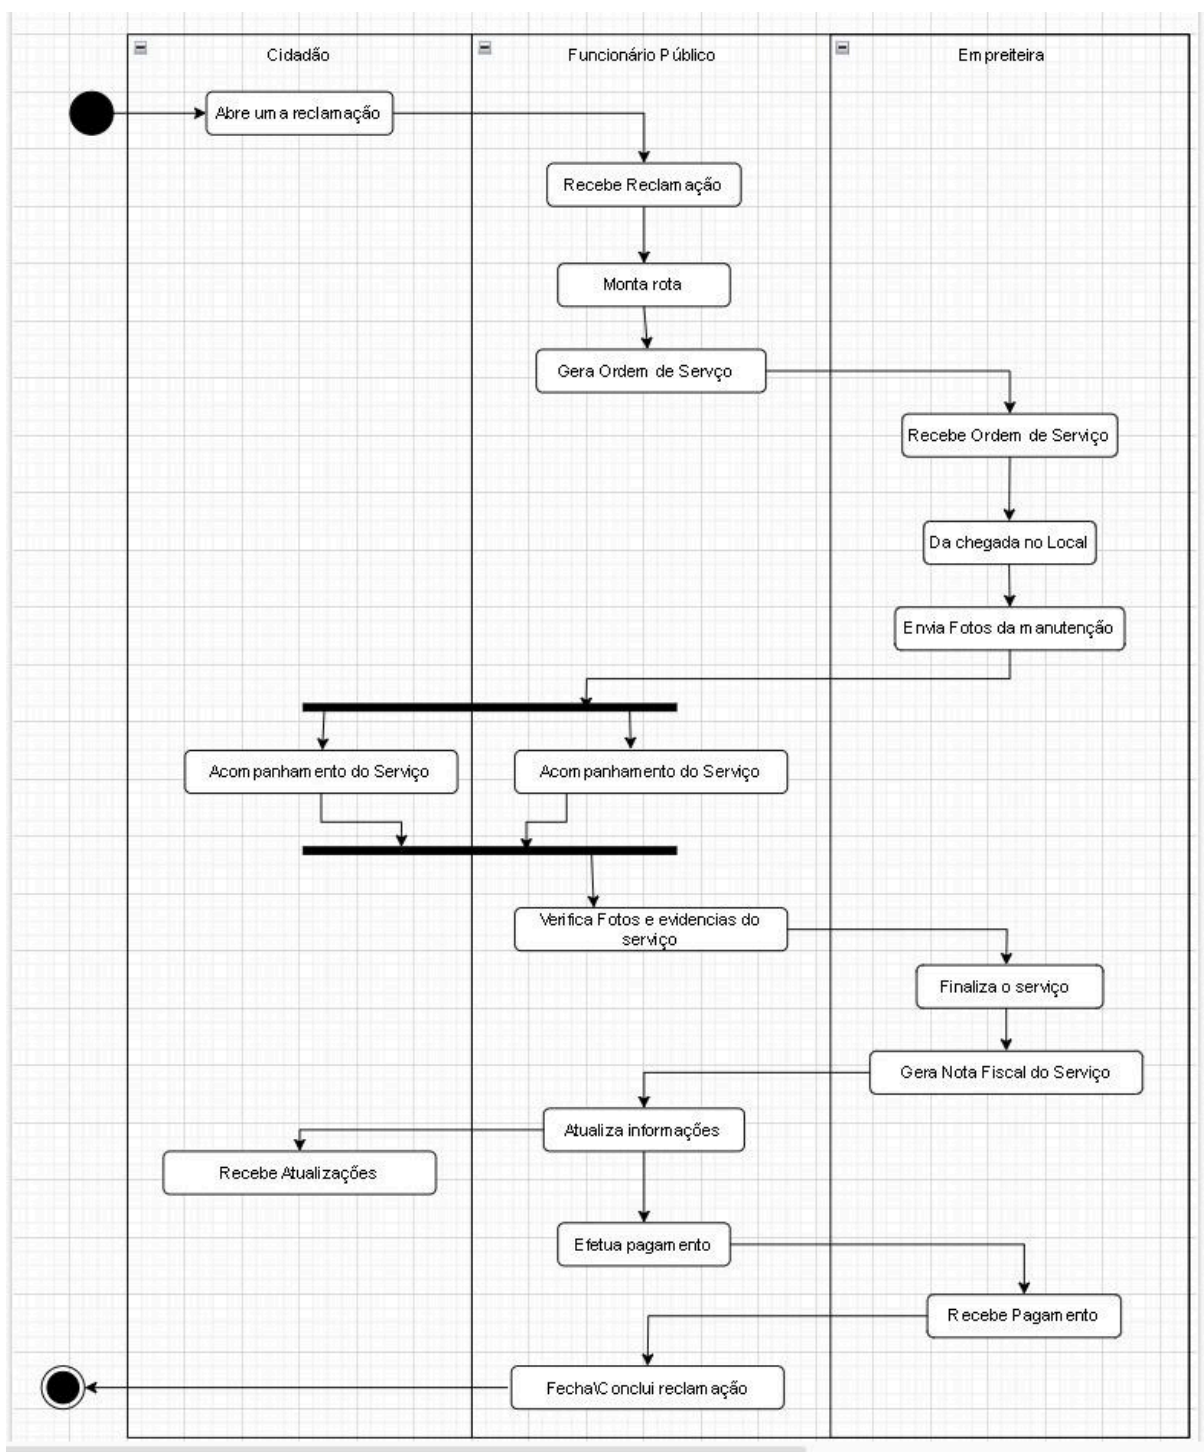 Cidadão
Funcionário Público
Empreiteira
Abre uma reclamação
Recebe Reclamação
Monta rota
Gera Ordem de Servço
Recebe Ordem de Serviço
Da chegada no Local
Envia Fotos da manutenção
Acompanhamento do Serviço
Acompanhamento do Serviço
Verifica Fotos e evidencias do
serviço
Finaliza o serviço
Gera Nota Fiscal do Serviço
Atualiza informações
Recebe Atualizações
Efetua pagamento
Recebe Pagamento
Fecha\Conclui reclamação